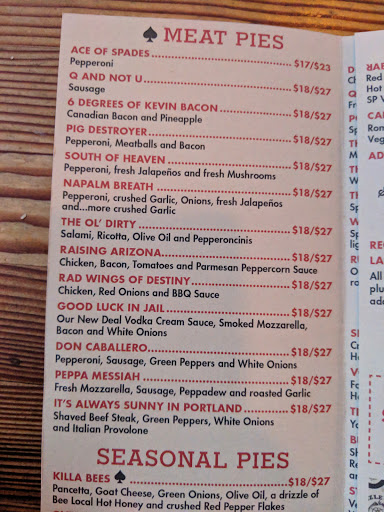 MEAT PIES
ACE OF SPADES $17/$23
Pepperoni
Q AND NOT U $18/$27
Sausage
6 DEGREES OF KEVIN BACON $18/$27
Canadian Bacon and Pineapple
PIG DESTROYER $18/$27
Pepperoni, Meatballs and Bacon
SOUTH OF HEAVEN $18/$27
Pepperoni, fresh Jalapeños and fresh Mushrooms
NAPALM BREATH $18/$27
Pepperoni, crushed Garlic, Onions, fresh Jalapeños
and...more crushed Garlic
THE OL' DIRTY $18/$27
Salami, Ricotta, Olive Oil and Pepperoncinis
RAISING ARIZONA $18/$27
Chicken, Bacon, Tomatoes and Parmesan Peppercorn Sauce
RAD WINGS OF DESTINY $18/$27
Chicken, Red Onions and BBQ Sauce
GOOD LUCK IN JAIL $18/$27
Our New Deal Vodka Cream Sauce, Smoked Mozzarella,
Bacon and White Onions
DON CABALLERO $18/$27
Pepperoni, Sausage, Green Peppers and White Onions
PEPPA MESSIAH $18/$27
Fresh Mozzarella, Sausage, Peppadew and roasted Garlic
IT'S ALWAYS SUNNY IN PORTLAND $18/$27
Shaved Beef Steak, Green Peppers, White Onions
and Italian Provolone
SEASONAL PIES
KILLA BEES $18/$27
Pancetta, Goat Cheese, Green Onions, Olive Oil, a drizzle of
Bee Local Hot Honey and crushed Red Pepper Flakes
Red
Hot
SP
All
plu